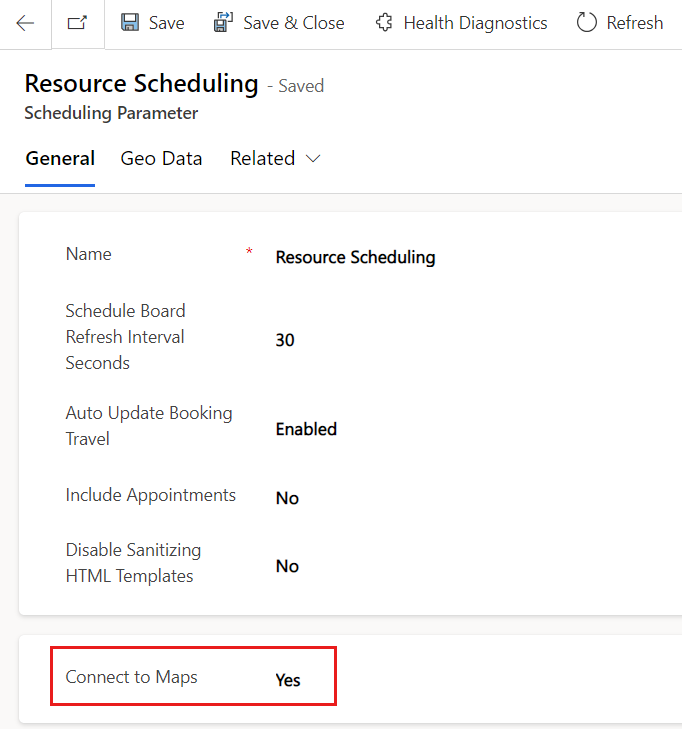 Save
Save & Close
Health Diagnostics
Refresh
Resource Scheduling - Saved
Scheduling Parameter
General
Geo Data
Related
Name * Resource Scheduling
Schedule Board
Refresh Interval
Seconds
30
Auto Update Booking
Travel
Enabled
Include Appointments No
Disable Sanitizing
HTML Templates
No
Connect to Maps Yes